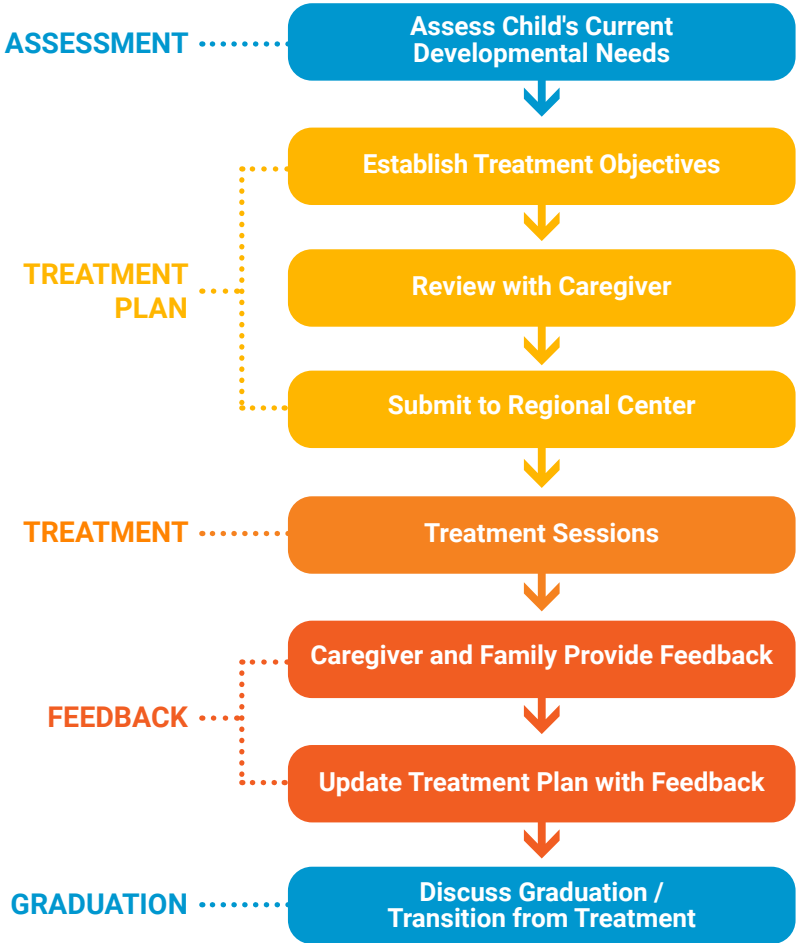 ASSESSMENT
Assess Child's Current
Developmental Needs
Establish Treatment Objectives
TREATMENT
PLAN
Review with Caregiver
Submit to Regional Center
TREATMENT
Treatment Sessions
Caregiver and Family Provide Feedback
FEEDBACK
Update Treatment Plan with Feedback
GRADUATION
Discuss Graduation /
Transition from Treatment